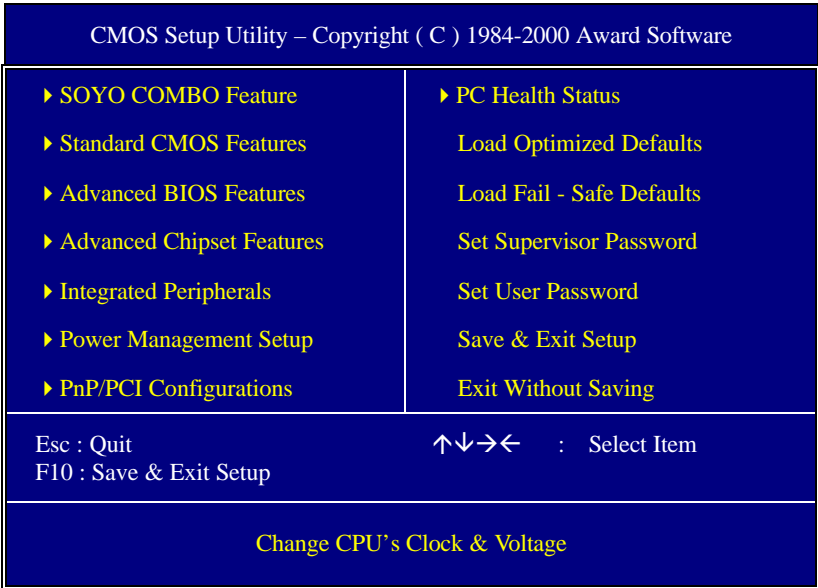 CMOS Setup Utility – Copyright ( C ) 1984-2000 Award Software
SOYO COMBO Feature
Standard CMOS Features
Advanced BIOS Features
Advanced Chipset Features
Integrated Peripherals
Power Management Setup
PnP/PCI Configurations
PC Health Status
Load Optimized Defaults
Load Fail - Safe Defaults
Set Supervisor Password
Set User Password
Save & Exit Setup
Exit Without Saving
Esc : Quit
F10 : Save & Exit Setup
↑↓→← : Select Item
Change CPU's Clock & Voltage